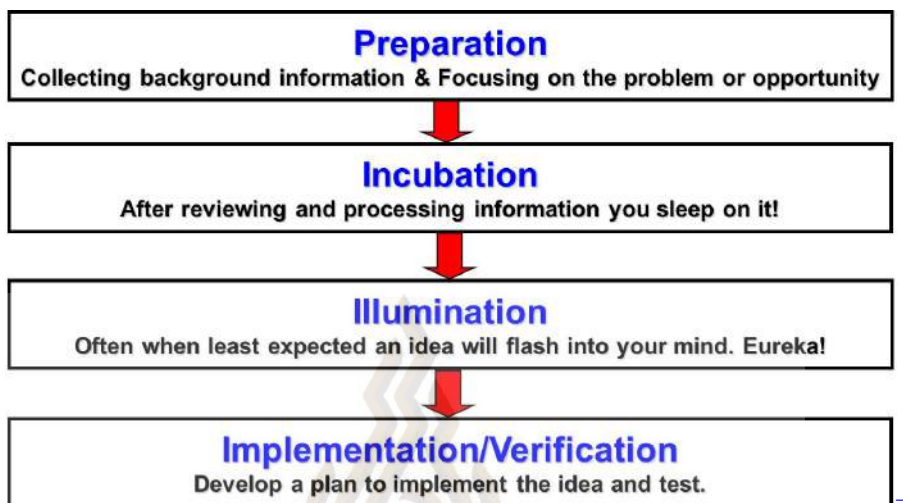 Preparation
Collecting background information & Focusing on the problem or opportunity
Incubation
After reviewing and processing information you sleep on it!
Illumination
Often when least expected an idea will flash into your mind. Eureka!
Implementation/Verification
Develop a plan to implement the idea and test.